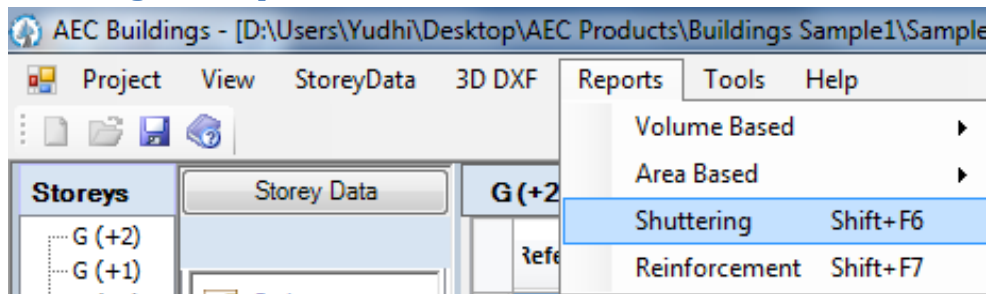 AEC Buildings - [D:\Users\Yudhi\Desktop\AEC Products\Buildings Sample1\Sample
Project View StoreyData 3D DXF Reports Tools Help
Volume Based
Area Based
Shuttering Shift+F6
Reinforcement Shift+F7
Storeys
Storey Data
G (+2
G (+2)
G (+1)